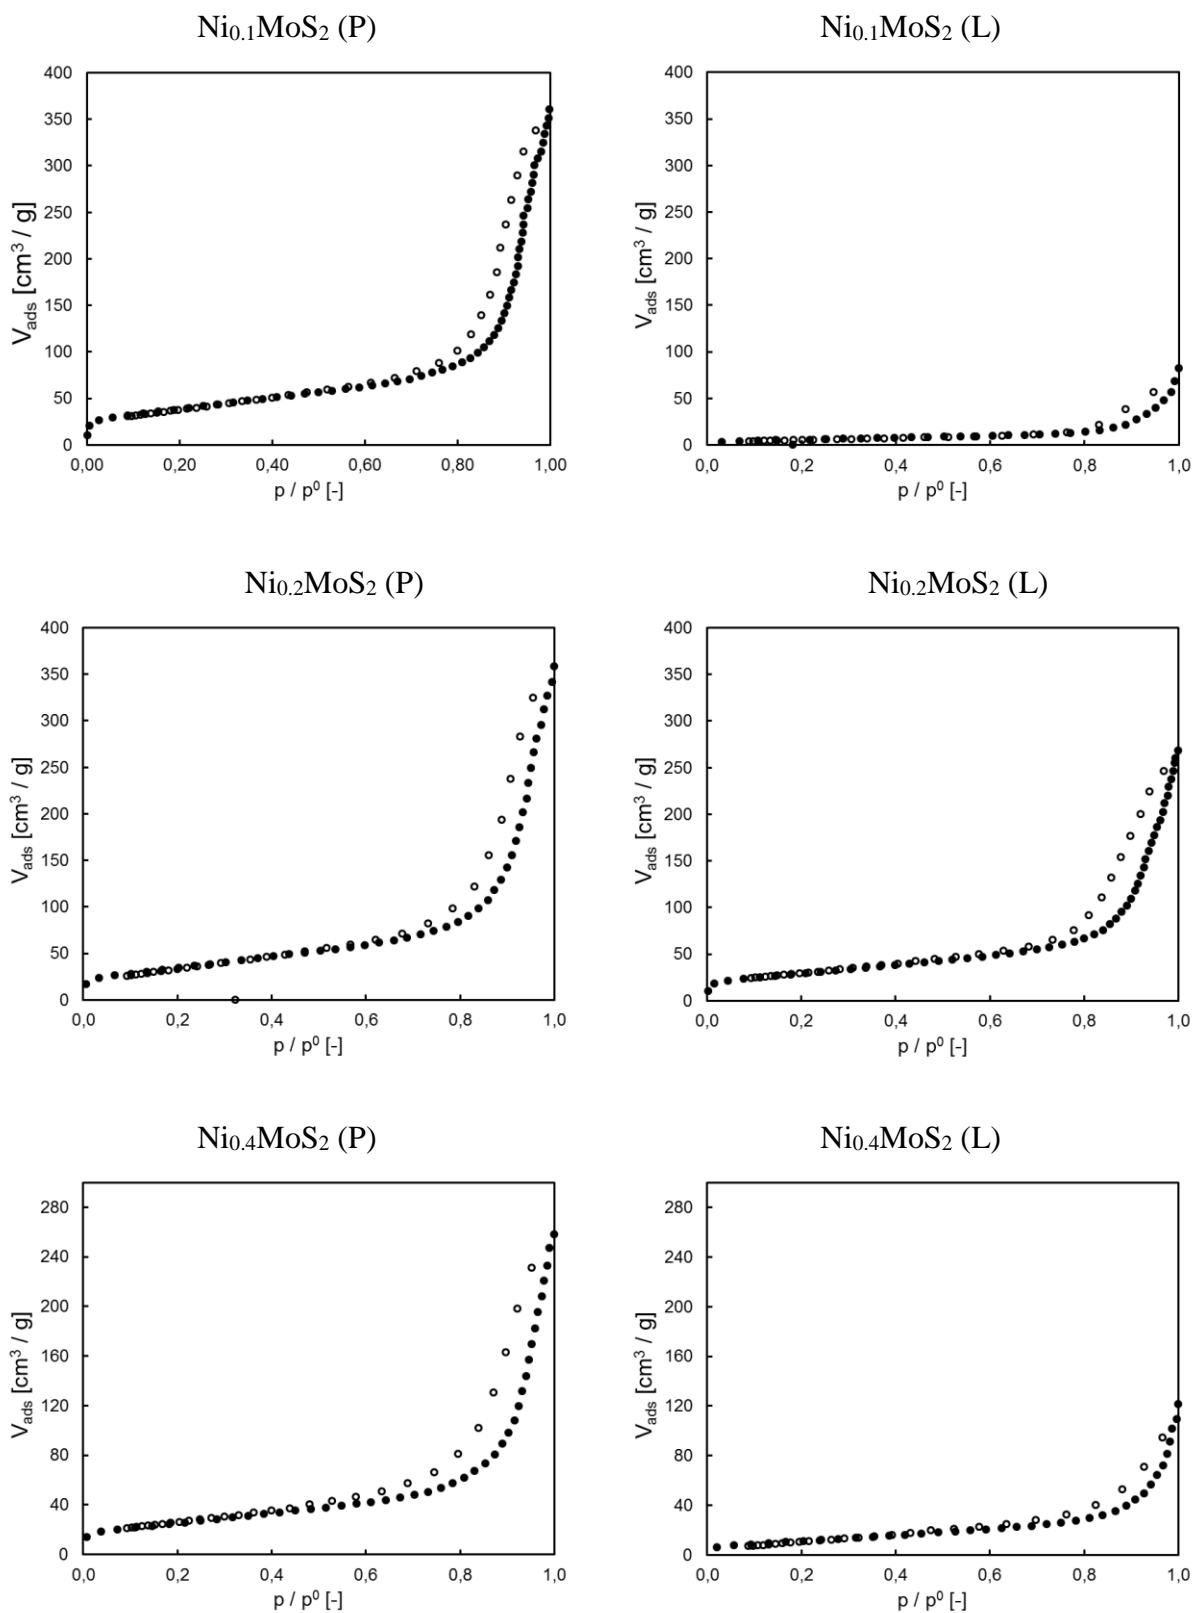 Ni0.1MoS2 (P)
Ni0.1MoS2 (L)
400
350
300
250
200
150
100
50
0
Vads [cm3 / g]
0,00 0,20 0,40 0,60 0,80 1,00
p / p0 [-]
400
350
300
250
200
150
100
50
0
Vads [cm3 / g]
0,0 0,2 0,4 0,6 0,8 1,0
p / p0 [-]
Ni0.2MoS2 (P)
Ni0.2MoS2 (L)
400
350
300
250
200
150
100
50
0
Vads [cm3 / g]
0,0 0,2 0,4 0,6 0,8 1,0
p / p0 [-]
400
350
300
250
200
150
100
50
0
Vads [cm3 / g]
0,0 0,2 0,4 0,6 0,8 1,0
p / p0 [-]
Ni0.4MoS2 (P)
Ni0.4MoS2 (L)
280
240
200
160
120
80
40
0
Vads [cm3 / g]
0,0 0,2 0,4 0,6 0,8 1,0
p / p0 [-]
280
240
200
160
120
80
40
0
Vads [cm3 / g]
0,0 0,2 0,4 0,6 0,8 1,0
p / p0 [-]